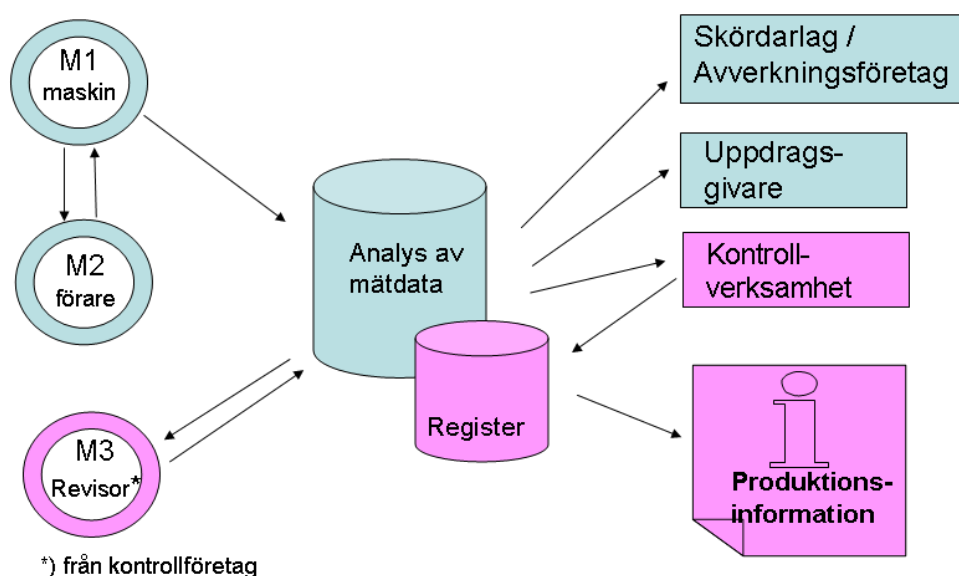 M1
maskin
M2
förare
M3
Revisor*
*) från kontrollföretag
Analys av
mätdata
Register
Skördarlag /
Avverkningsföretag
Uppdrags-
givare
Kontroll-
verksamhet
i
Produktions-
information